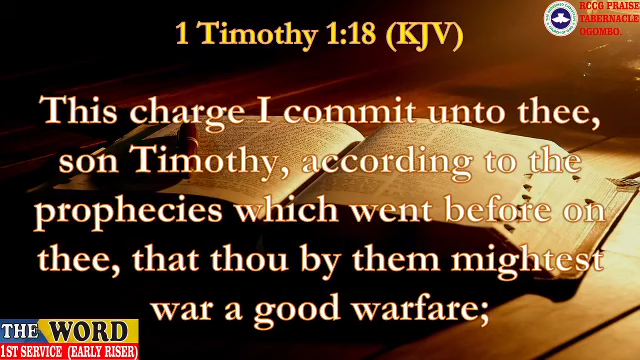 1 Timothy 1:18 (KJV)
RCCG PRAISE
TABERNACLE
OGOMBO.
This charge I commit unto thee,
son Timothy, according to the
prophecies which went before on
thee, that thou by them mightest
war a good warfare;
THE WORD
1ST SERVICE (EARLY RISER)